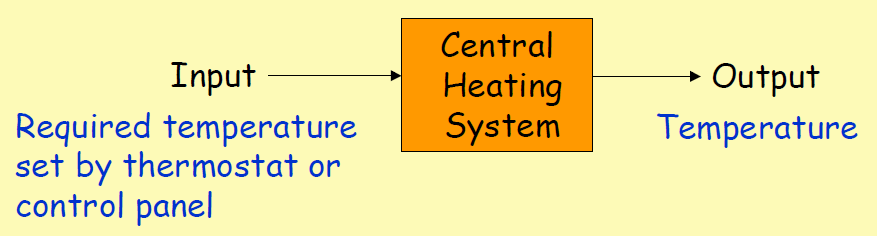 Input
Required temperature
set by thermostat or
control panel
Central
Heating
System
Output
Temperature